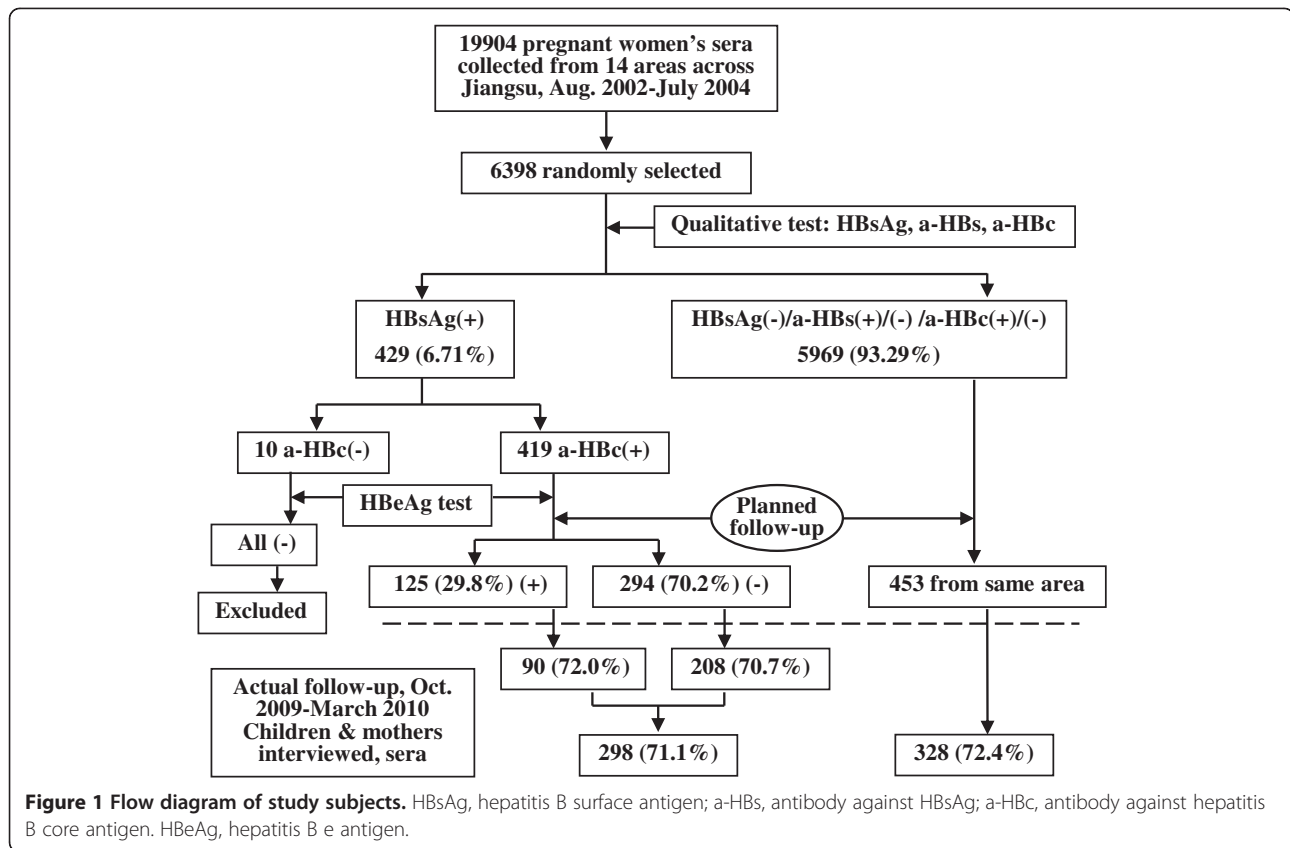 19904 pregnant women's sera
collected from 14 areas across
Jiangsu, Aug. 2002-July 2004
6398 randomly selected
Qualitative test: HBsAg, a-HBs, a-HBc
HBsAg(+)
429 (6.71%)
HBsAg(-)/a-HBs(+)/(-) /a-HBc(+)/(-)
5969 (93.29%)
10 a-HBc(-)
419 a-HBc(+)
HBeAg test
Planned
follow-up
All (-)
Excluded
125 (29.8%) (+)
294 (70.2%) (-)
453 from same area
90 (72.0%)
208 (70.7%)
Actual follow-up, Oct.
2009-March 2010
Children & mothers
interviewed, sera
298 (71.1%)
328 (72.4%)
Figure 1 Flow diagram of study subjects. HBsAg, hepatitis B surface antigen; a-HBs, antibody against HBsAg; a-HBc, antibody against hepatitis
B core antigen. HBeAg, hepatitis B e antigen.